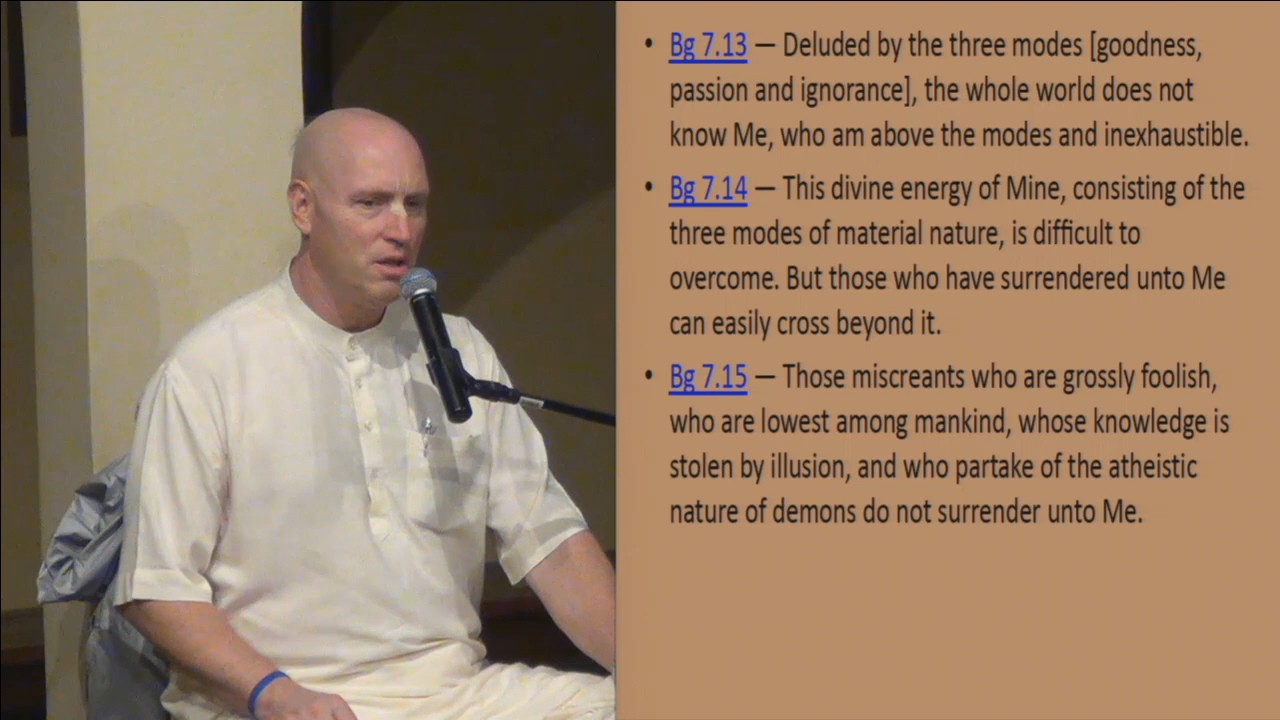 • Bg 7.13 — Deluded by the three modes [goodness,
passion and ignorance], the whole world does not
know Me, who am above the modes and inexhaustible.
• Bg 7.14 — This divine energy of Mine, consisting of the
three modes of material nature, is difficult to
overcome. But those who have surrendered unto Me
can easily cross beyond it.
• Bg 7.15 — Those miscreants who are grossly foolish,
who are lowest among mankind, whose knowledge is
stolen by illusion, and who partake of the atheistic
nature of demons do not surrender unto Me.